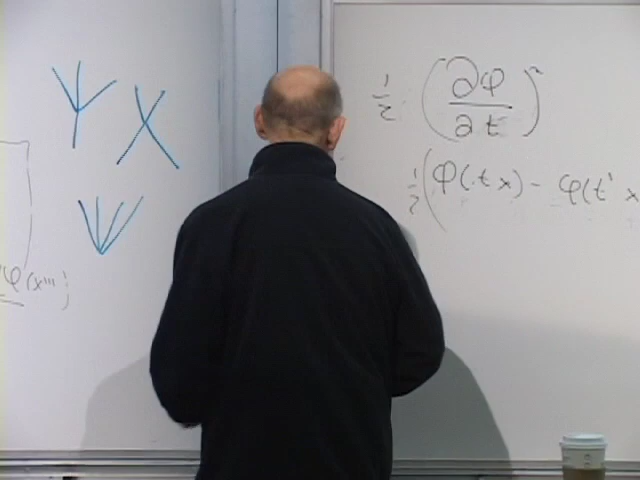 φ(x''')
1/2 (∂φ/∂t)²
1/2 (φ(t x) - φ(t' x